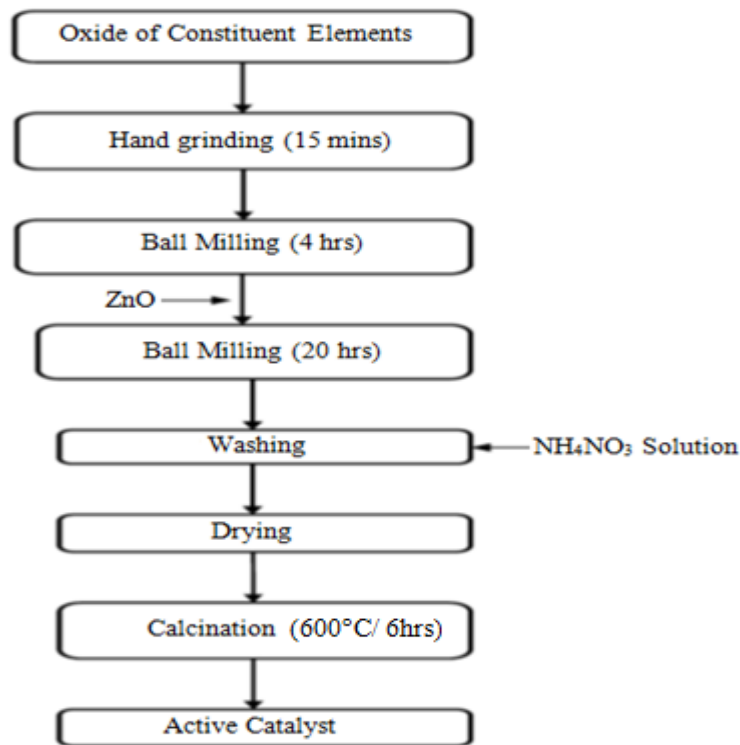 Oxide of Constituent Elements
Hand grinding (15 mins)
Ball Milling (4 hrs)
ZnO
Ball Milling (20 hrs)
Washing
NH₄NO₃ Solution
Drying
Calcination (600°C/ 6hrs)
Active Catalyst